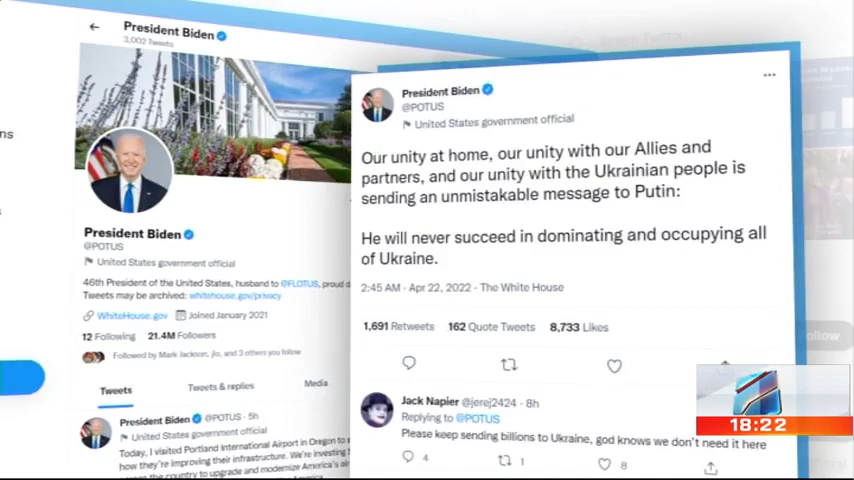 President Biden
3,002 Tweets
President Biden
@POTUS
United States government official
46th President of the United States, husband to @FLOTUS, proud d
Tweets may be archived: whitehouse.gov/privacy
WhiteHouse.gov Joined January 2021
12 Following 21.4M Followers
Followed by Mark Jackson, jlo, and 3 others you follow
Tweets Tweets & replies Media
President Biden @POTUS · 5h
United States government official
Today, I visited Portland International Airport in Oregon to s
how they're improving their infrastructure. We're investing
across the country to upgrade and modernize America's air
President Biden
@POTUS
United States government official
Our unity at home, our unity with our Allies and
partners, and our unity with the Ukrainian people is
sending an unmistakable message to Putin:
He will never succeed in dominating and occupying all
of Ukraine.
2:45 AM · Apr 22, 2022 · The White House
1,691 Retweets 162 Quote Tweets 8,733 Likes
Jack Napier @jerej2424 · 8h
Replying to @POTUS
Please keep sending billions to Ukraine, god knows we don't need it here
4 1 8
ns
ollow
18:22